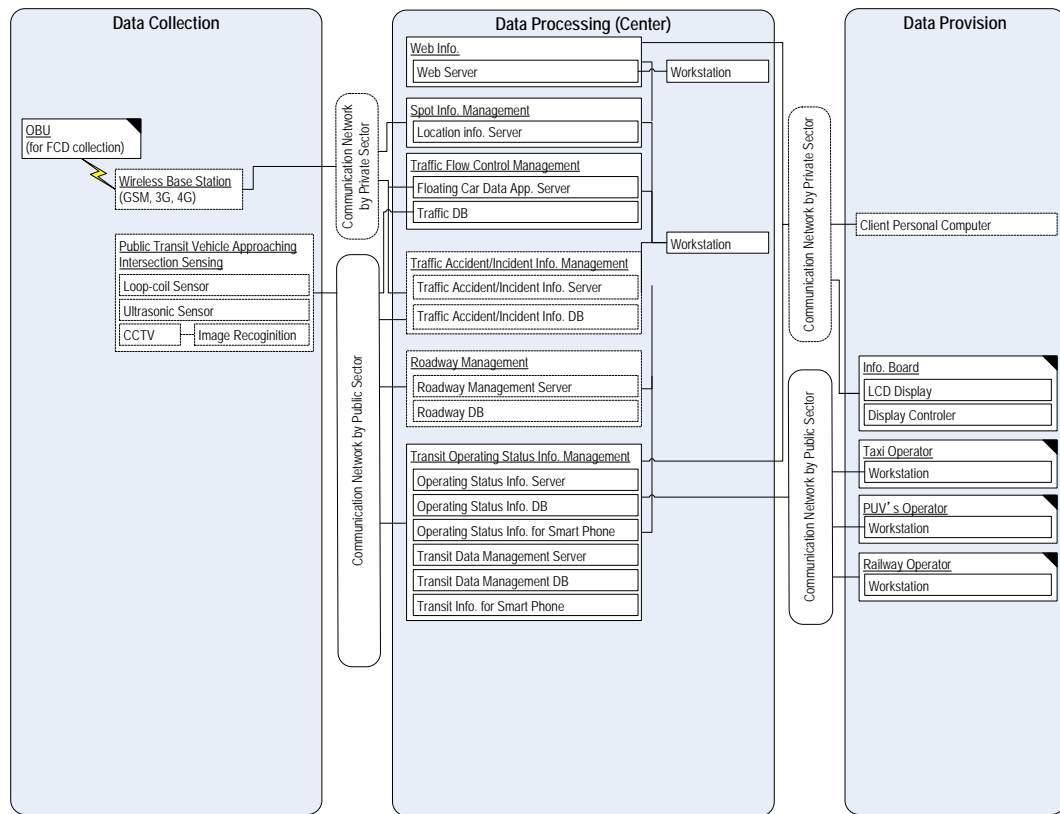 Data Collection
OBU
(for FCD collection)
Wireless Base Station
(GSM, 3G, 4G)
Public Transit Vehicle Approaching
Intersection Sensing
Loop-coil Sensor
Ultrasonic Sensor
CCTV
Image Recoginition
Communication Network
by Private Sector
Communication Network by Public Sector
Data Processing (Center)
Web Info.
Web Server
Workstation
Spot Info. Management
Location info. Server
Traffic Flow Control Management
Floating Car Data App. Server
Traffic DB
Workstation
Traffic Accident/Incident Info. Management
Traffic Accident/Incident Info. Server
Traffic Accident/Incident Info. DB
Roadway Management
Roadway Management Server
Roadway DB
Transit Operating Status Info. Management
Operating Status Info. Server
Operating Status Info. DB
Operating Status Info. for Smart Phone
Transit Data Management Server
Transit Data Management DB
Transit Info. for Smart Phone
Communication Network by Private Sector
Communication Network by Public Sector
Data Provision
Client Personal Computer
Info. Board
LCD Display
Display Controler
Taxi Operator
Workstation
PUV's Operator
Workstation
Railway Operator
Workstation